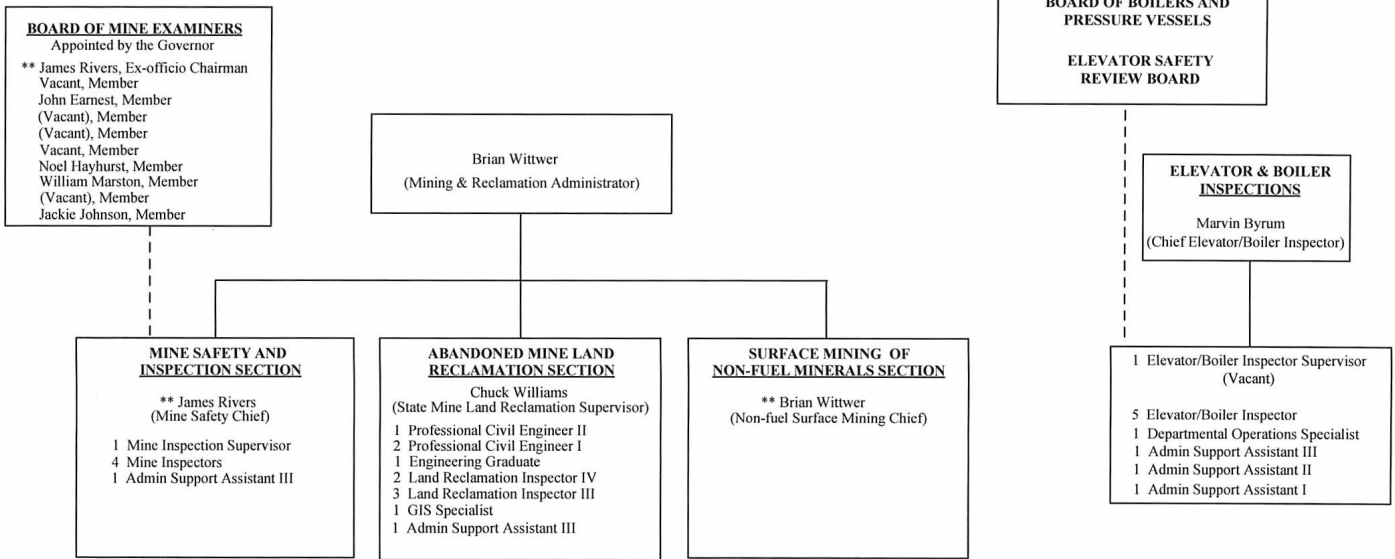 BOARD OF MINE EXAMINERS
Appointed by the Governor
** James Rivers, Ex-officio Chairman
Vacant, Member
John Earnest, Member
(Vacant), Member
(Vacant), Member
Vacant, Member
Noel Hayhurst, Member
William Marston, Member
(Vacant), Member
Jackie Johnson, Member
Brian Wittwer
(Mining & Reclamation Administrator)
BOARD OF BOILERS AND
PRESSURE VESSELS
ELEVATOR SAFETY
REVIEW BOARD
ELEVATOR & BOILER
INSPECTIONS
Marvin Byrum
(Chief Elevator/Boiler Inspector)
MINE SAFETY AND
INSPECTION SECTION
** James Rivers
(Mine Safety Chief)
1 Mine Inspection Supervisor
4 Mine Inspectors
1 Admin Support Assistant III
ABANDONED MINE LAND
RECLAMATION SECTION
Chuck Williams
(State Mine Land Reclamation Supervisor)
1 Professional Civil Engineer II
2 Professional Civil Engineer I
1 Engineering Graduate
2 Land Reclamation Inspector IV
3 Land Reclamation Inspector III
1 GIS Specialist
1 Admin Support Assistant III
SURFACE MINING OF
NON-FUEL MINERALS SECTION
** Brian Wittwer
(Non-fuel Surface Mining Chief)
1 Elevator/Boiler Inspector Supervisor
(Vacant)
5 Elevator/Boiler Inspector
1 Departmental Operations Specialist
1 Admin Support Assistant III
1 Admin Support Assistant II
1 Admin Support Assistant I